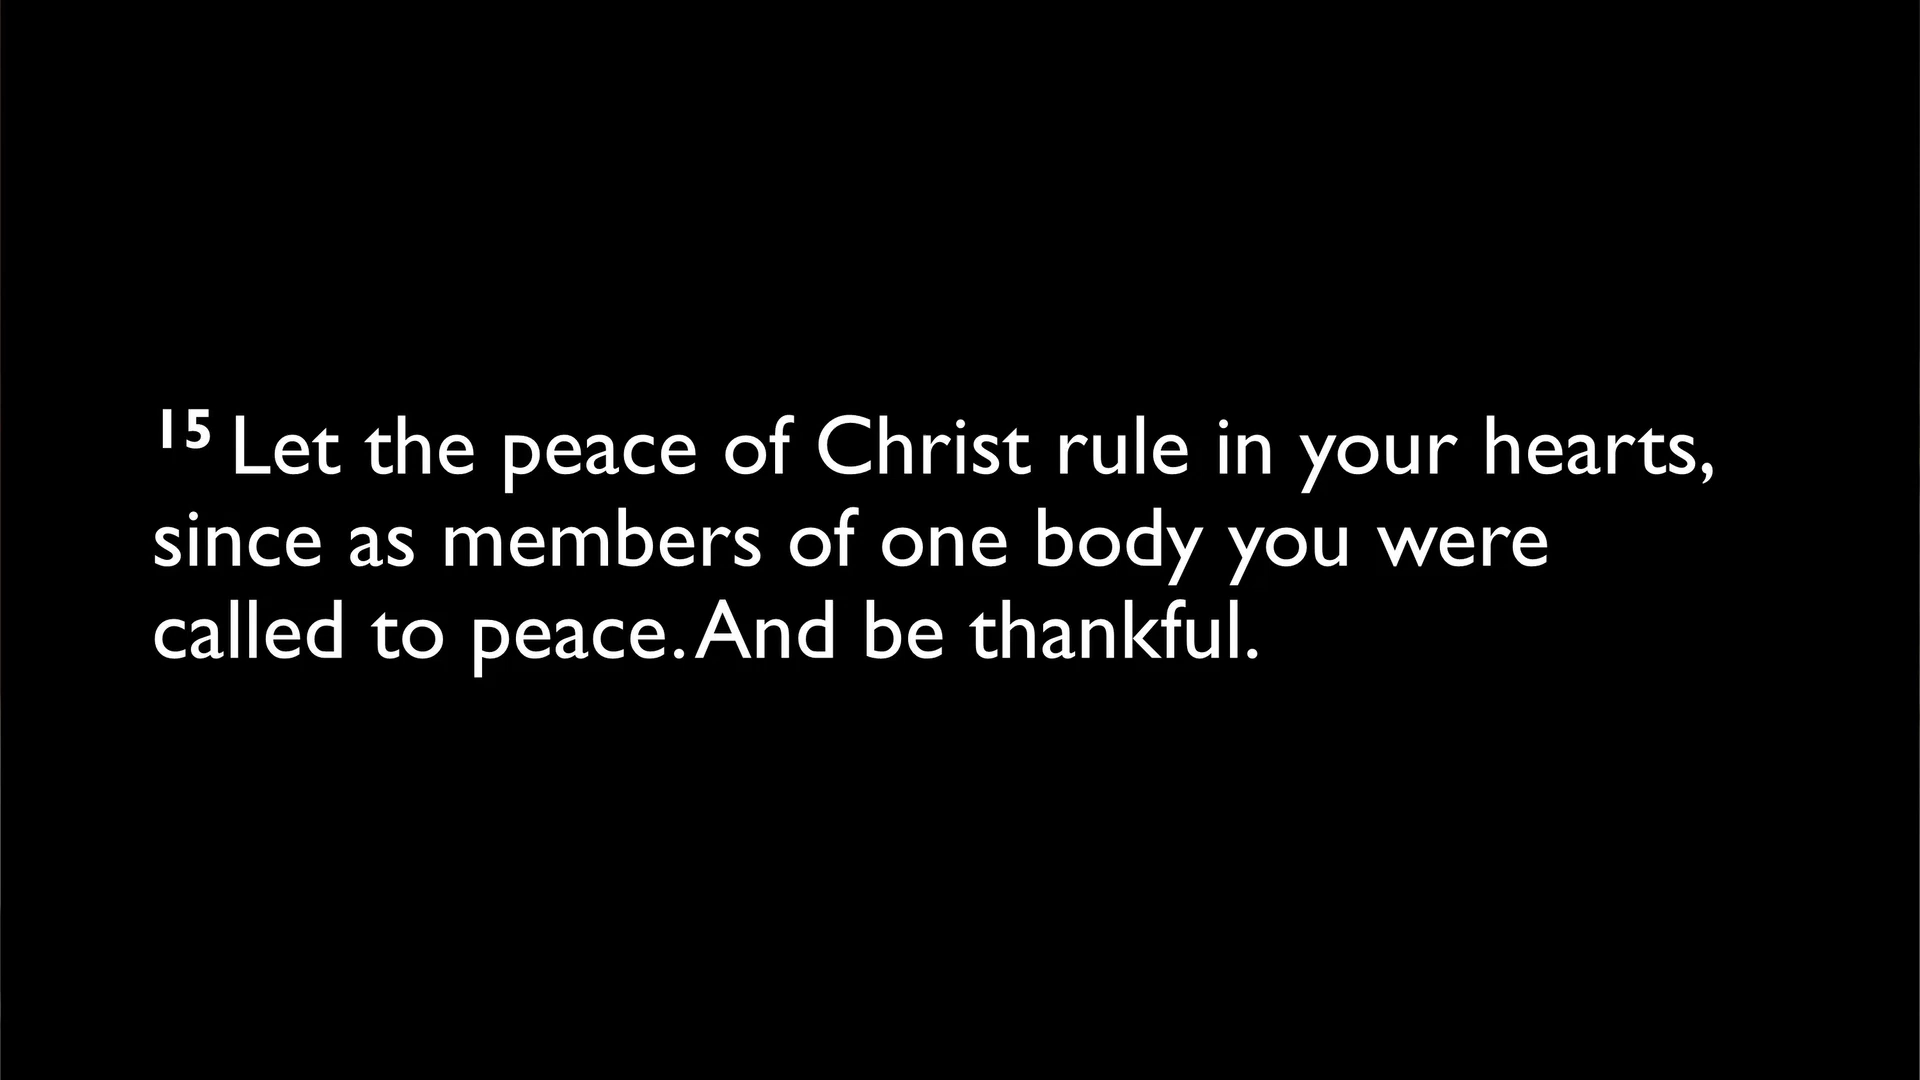 15 Let the peace of Christ rule in your hearts,
since as members of one body you were
called to peace. And be thankful.